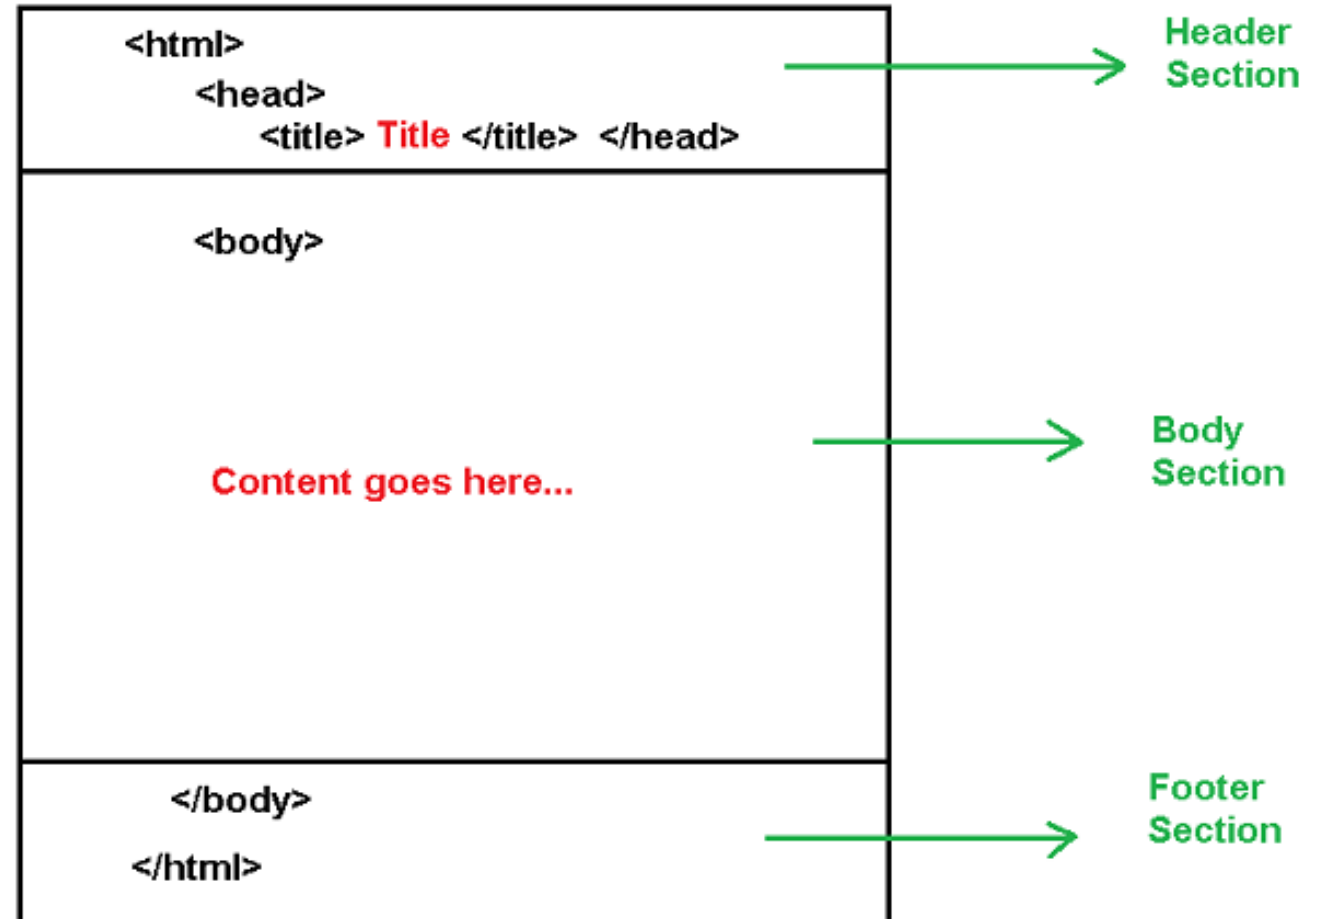 <html>
<head>
<title> Title </title> </head>
Header
Section
<body>
Content goes here...
Body
Section
</body>
</html>
Footer
Section